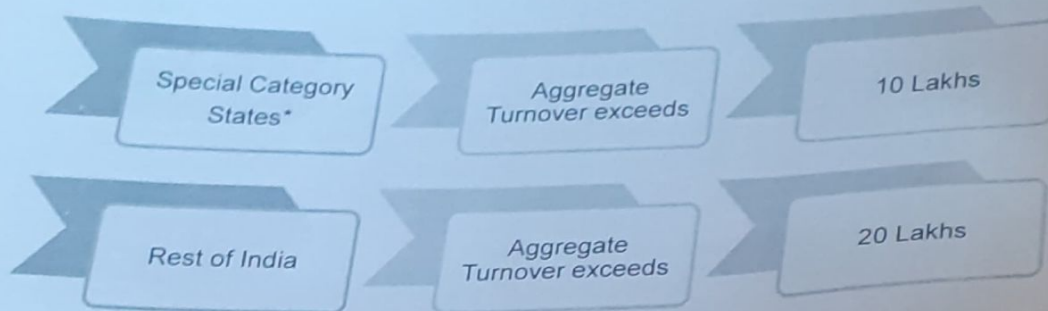 Special Category
States*
Aggregate
Turnover exceeds
10 Lakhs
Rest of India
Aggregate
Turnover exceeds
20 Lakhs